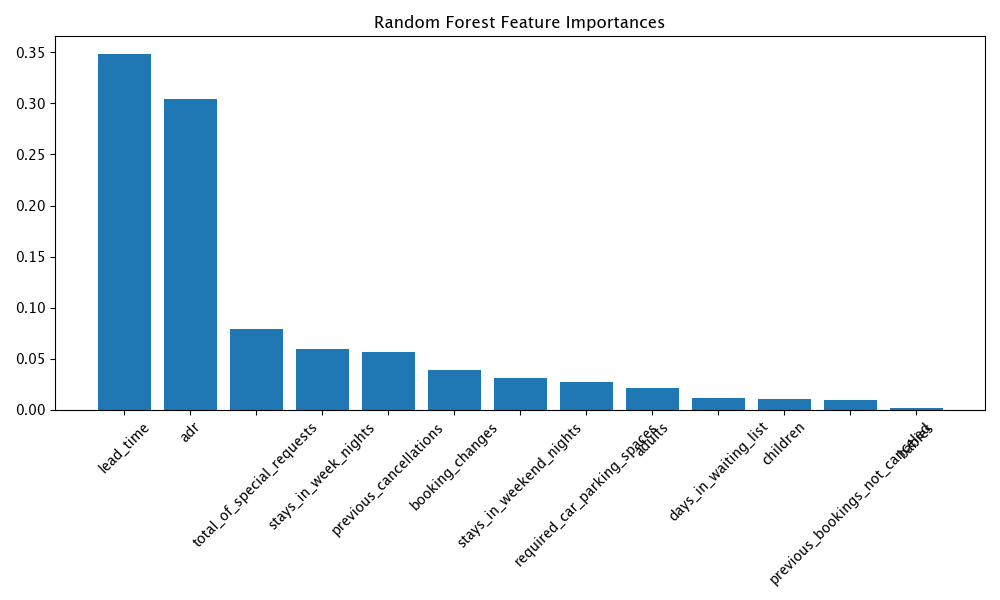 Random Forest Feature Importances
0.35
0.30
0.25
0.20
0.15
0.10
0.05
0.00
lead_time
adr
total_of_special_requests
stays_in_week_nights
previous_cancellations
booking_changes
stays_in_weekend_nights
required_car_parking_spaces
adults
days_in_waiting_list
children
previous_bookings_not_canceled
babies